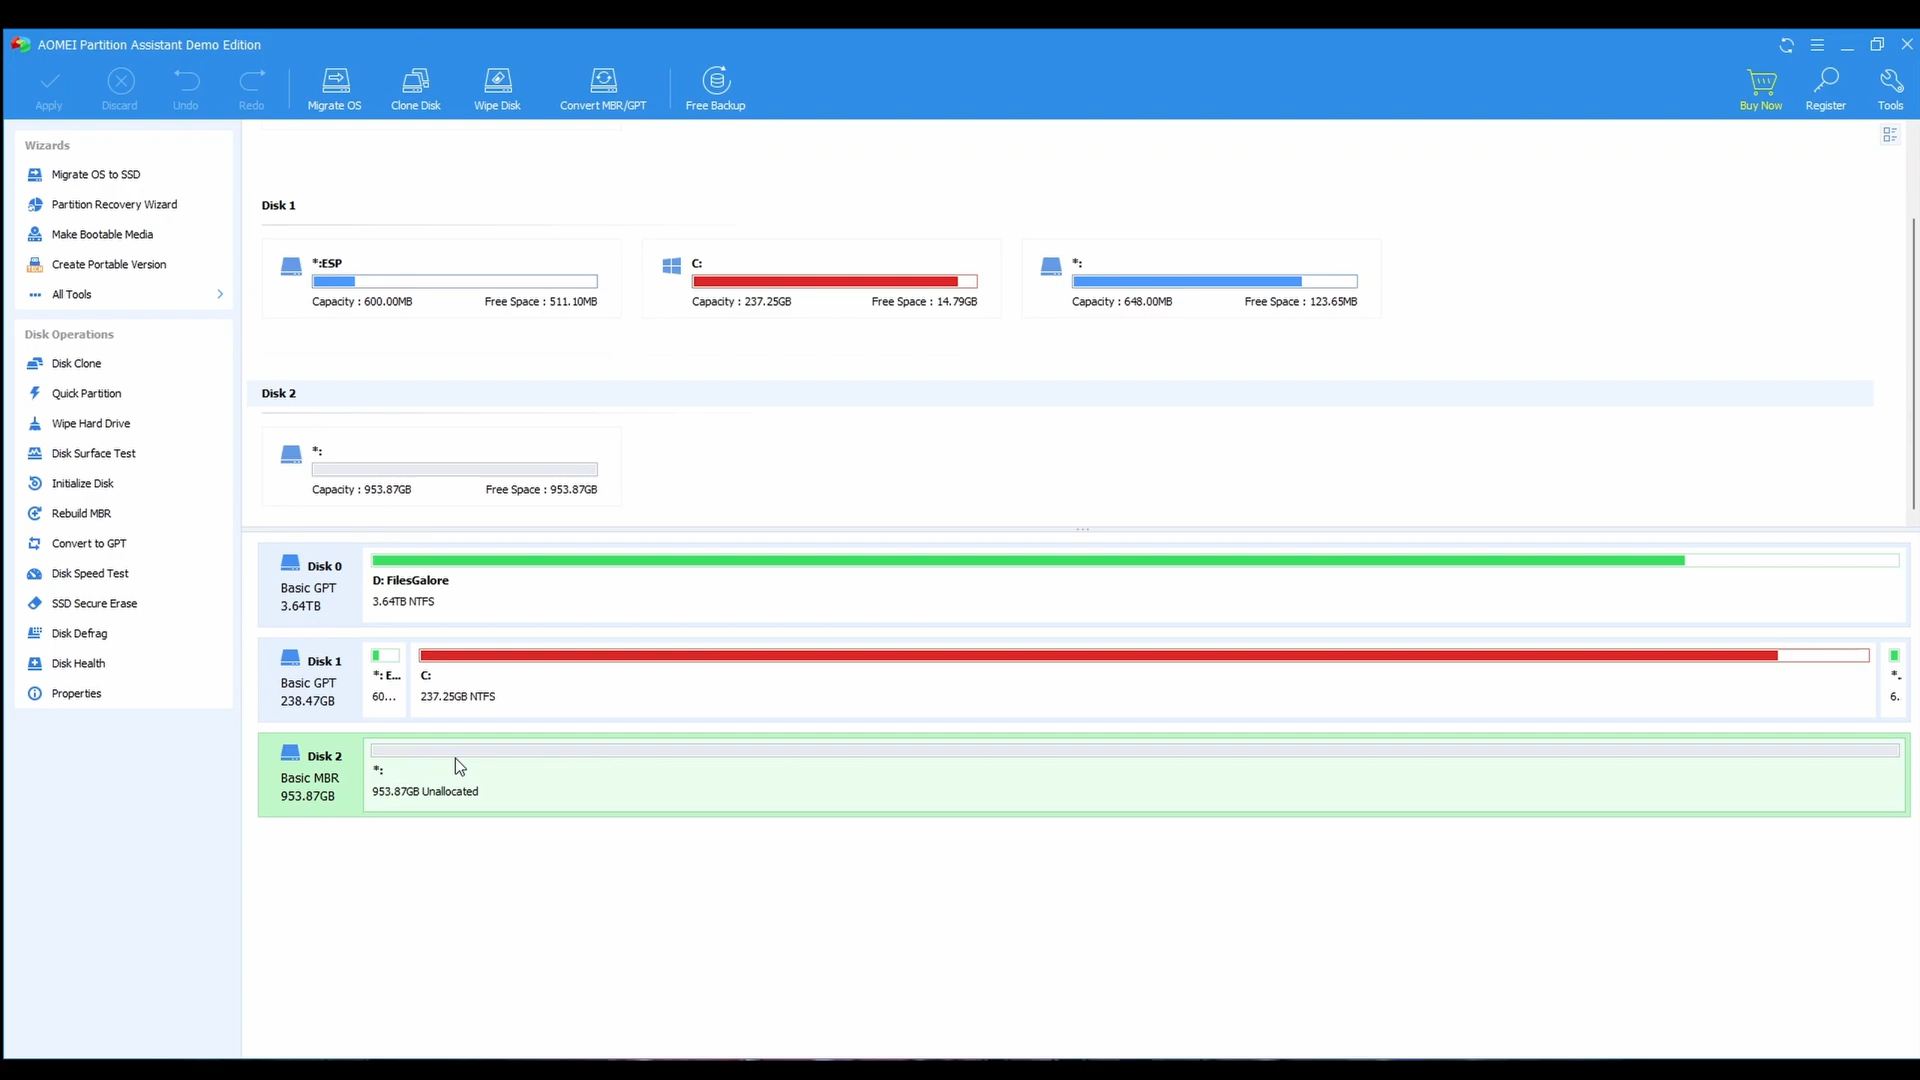 AOMEI Partition Assistant Demo Edition
Apply
Discard
Undo
Redo
Migrate OS
Clone Disk
Wipe Disk
Convert MBR/GPT
Free Backup
Buy Now
Register
Tools
Wizards
Migrate OS to SSD
Partition Recovery Wizard
Make Bootable Media
Create Portable Version
All Tools
Disk Operations
Disk Clone
Quick Partition
Wipe Hard Drive
Disk Surface Test
Initialize Disk
Rebuild MBR
Convert to GPT
Disk Speed Test
SSD Secure Erase
Disk Defrag
Disk Health
Properties
Disk 1
*:ESP
Capacity : 600.00MB Free Space : 511.10MB
C:
Capacity : 237.25GB Free Space : 14.79GB
*:
Capacity : 648.00MB Free Space : 123.65MB
Disk 2
*:
Capacity : 953.87GB Free Space : 953.87GB
Disk 0
Basic GPT
3.64TB
D: FilesGalore
3.64TB NTFS
Disk 1
Basic GPT
238.47GB
*: E...
60...
C:
237.25GB NTFS
*.
6.
Disk 2
Basic MBR
953.87GB
*:
953.87GB Unallocated